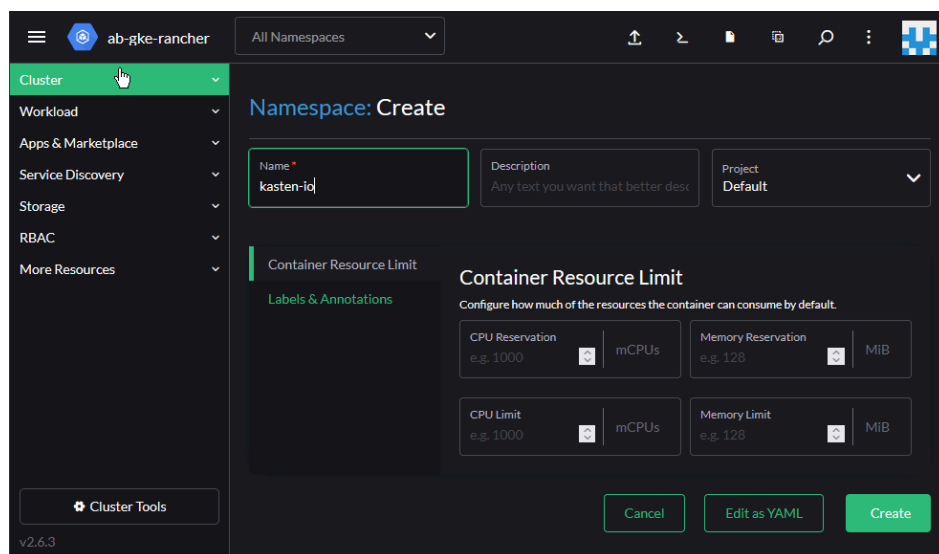 ab-gke-rancher
All Namespaces
Cluster
Workload
Apps & Marketplace
Service Discovery
Storage
RBAC
More Resources
Cluster Tools
v2.6.3
Namespace: Create
Name *
kasten-io
Description
Any text you want that better desc
Project
Default
Container Resource Limit
Labels & Annotations
Container Resource Limit
Configure how much of the resources the container can consume by default.
CPU Reservation
e.g. 1000 mCPUs
Memory Reservation
e.g. 128 MiB
CPU Limit
e.g. 1000 mCPUs
Memory Limit
e.g. 128 MiB
Cancel
Edit as YAML
Create